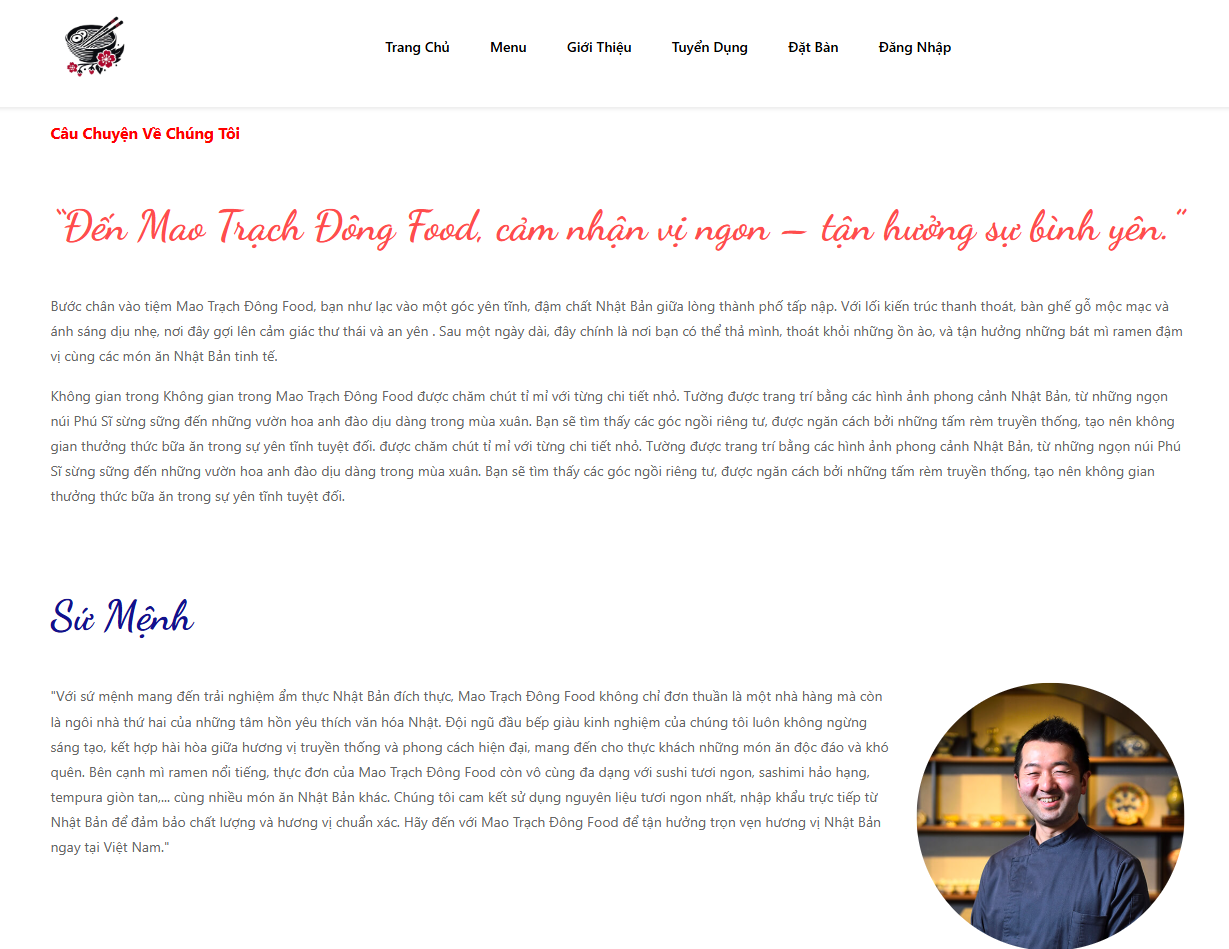 Trang Chủ Menu Giới Thiệu Tuyển Dụng Đặt Bàn Đăng Nhập
Câu Chuyện Về Chúng Tôi
“Đến Mao Trạch Đông Food, cảm nhận vị ngon – tận hưởng sự bình yên.”
Bước chân vào tiệm Mao Trạch Đông Food, bạn như lạc vào một góc yên tĩnh, đậm chất Nhật Bản giữa lòng thành phố tấp nập. Với lối kiến trúc thanh thoát, bàn ghế gỗ mộc mạc và
ánh sáng dịu nhẹ, nơi đây gợi lên cảm giác thư thái và an yên . Sau một ngày dài, đây chính là nơi bạn có thể thả mình, thoát khỏi những ồn ào, và tận hưởng những bát mì ramen đậm
vị cùng các món ăn Nhật Bản tinh tế.
Không gian trong Không gian trong Mao Trạch Đông Food được chăm chút tỉ mỉ với từng chi tiết nhỏ. Tường được trang trí bằng các hình ảnh phong cảnh Nhật Bản, từ những ngọn
núi Phú Sĩ sừng sững đến những vườn hoa anh đào dịu dàng trong mùa xuân. Bạn sẽ tìm thấy các góc ngồi riêng tư, được ngăn cách bởi những tấm rèm truyền thống, tạo nên không
gian thưởng thức bữa ăn trong sự yên tĩnh tuyệt đối. được chăm chút tỉ mỉ với từng chi tiết nhỏ. Tường được trang trí bằng các hình ảnh phong cảnh Nhật Bản, từ những ngọn núi Phú
Sĩ sừng sững đến những vườn hoa anh đào dịu dàng trong mùa xuân. Bạn sẽ tìm thấy các góc ngồi riêng tư, được ngăn cách bởi những tấm rèm truyền thống, tạo nên không gian
thưởng thức bữa ăn trong sự yên tĩnh tuyệt đối.
Sứ Mệnh
"Với sứ mệnh mang đến trải nghiệm ẩm thực Nhật Bản đích thực, Mao Trạch Đông Food không chỉ đơn thuần là một nhà hàng mà còn
là ngôi nhà thứ hai của những tâm hồn yêu thích văn hóa Nhật. Đội ngũ đầu bếp giàu kinh nghiệm của chúng tôi luôn không ngừng
sáng tạo, kết hợp hài hòa giữa hương vị truyền thống và phong cách hiện đại, mang đến cho thực khách những món ăn độc đáo và khó
quên. Bên cạnh mì ramen nổi tiếng, thực đơn của Mao Trạch Đông Food còn vô cùng đa dạng với sushi tươi ngon, sashimi hảo hạng,
tempura giòn tan,... cùng nhiều món ăn Nhật Bản khác. Chúng tôi cam kết sử dụng nguyên liệu tươi ngon nhất, nhập khẩu trực tiếp từ
Nhật Bản để đảm bảo chất lượng và hương vị chuẩn xác. Hãy đến với Mao Trạch Đông Food để tận hưởng trọn vẹn hương vị Nhật Bản
ngay tại Việt Nam."